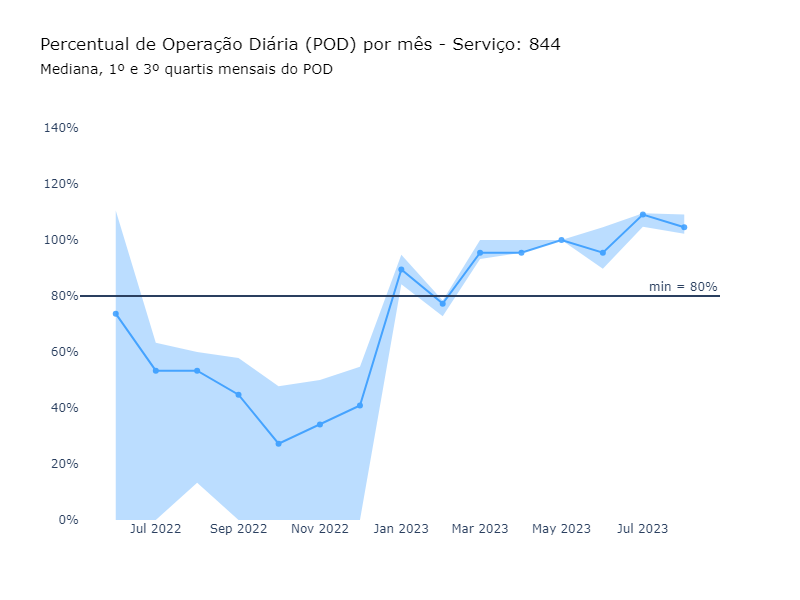 Percentual de Operação Diária (POD) por mês - Serviço: 844
Mediana, 1º e 3º quartis mensais do POD
140%
120%
100%
80%
min = 80%
60%
40%
20%
0%
Jul 2022
Sep 2022
Nov 2022
Jan 2023
Mar 2023
May 2023
Jul 2023